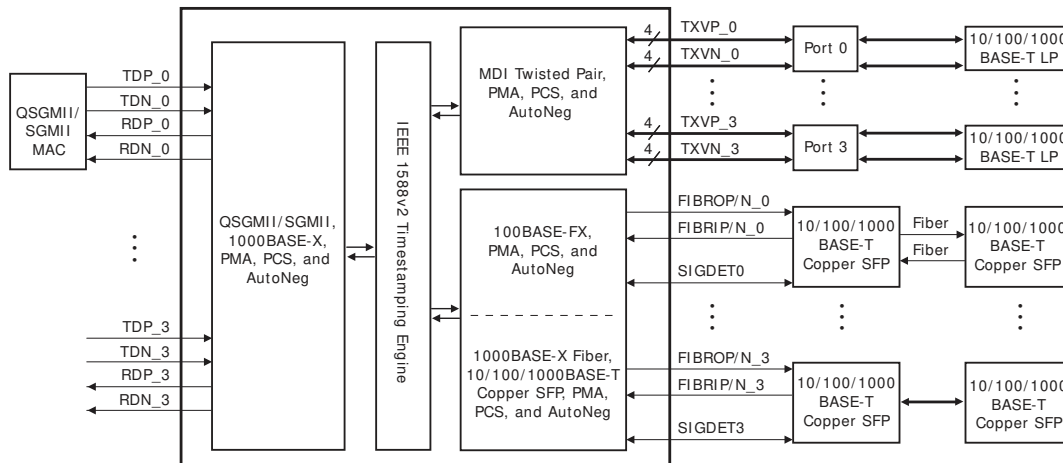 QSGMII/
SGMII
MAC
TDP_0
TDN_0
RDP_0
RDN_0
TDP_3
TDN_3
RDP_3
RDN_3
QSGMII/SGMII,
1000BASE-X,
PMA, PCS, and
AutoNeg
IEEE 1588v2 Timestamping Engine
MDI Twisted Pair,
PMA, PCS, and
AutoNeg
100BASE-FX,
PMA, PCS, and
AutoNeg
1000BASE-X Fiber,
10/100/1000BASE-T
Copper SFP, PMA,
PCS, and AutoNeg
4 TXVP_0
4 TXVN_0
4 TXVP_3
4 TXVN_3
Port 0
Port 3
10/100/1000
BASE-T LP
10/100/1000
BASE-T LP
FIBROP/N_0
FIBRIP/N_0
SIGDET0
10/100/1000
BASE-T
Copper SFP
Fiber
Fiber
10/100/1000
BASE-T
Copper SFP
FIBROP/N_3
FIBRIP/N_3
SIGDET3
10/100/1000
BASE-T
Copper SFP
10/100/1000
BASE-T
Copper SFP